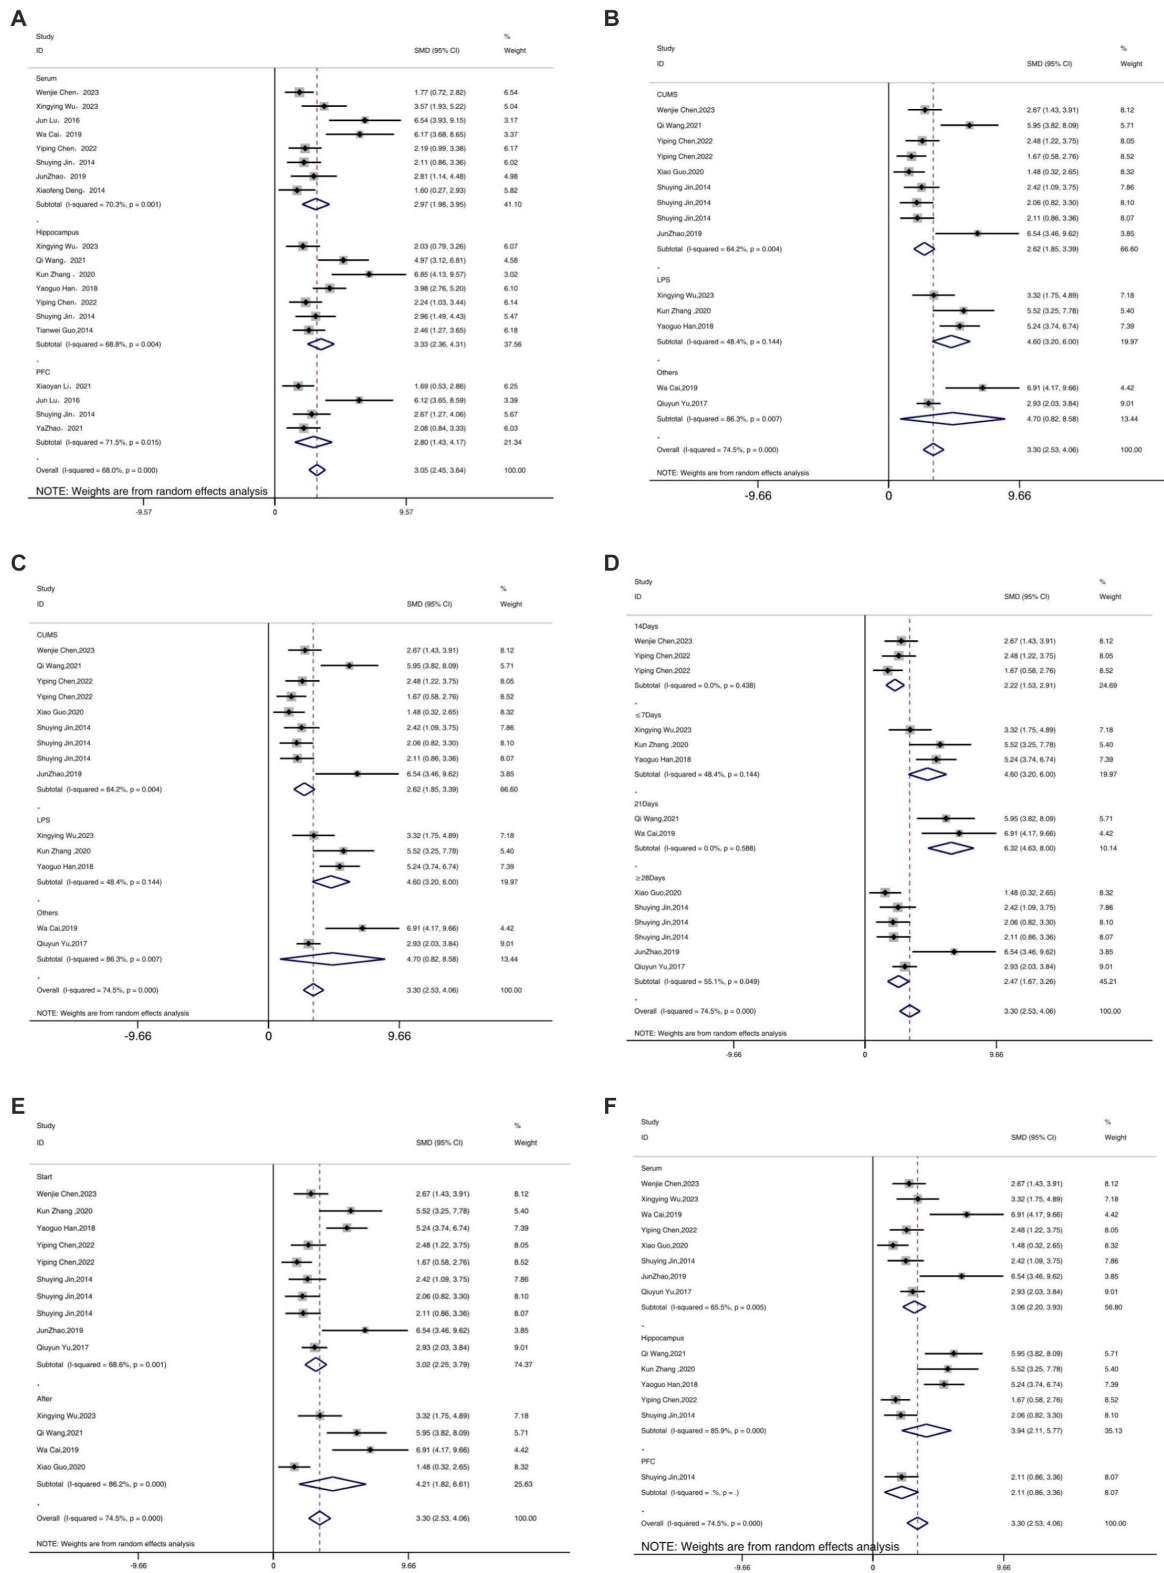 A
Study %
ID SMD (95% CI) Weight
Serum
Wenjie Chen，2023 1.77 (0.72, 2.82) 6.54
Xingying Wu，2023 3.57 (1.93, 5.22) 5.04
Jun Lu，2016 6.54 (3.93, 9.15) 3.17
Wa Cai，2019 6.17 (3.68, 8.65) 3.37
Yiping Chen，2022 2.19 (0.99, 3.38) 6.17
Shuying Jin，2014 2.11 (0.86, 3.36) 6.02
JunZhao，2019 2.81 (1.14, 4.48) 4.98
Xiaofeng Deng，2014 1.60 (0.27, 2.93) 5.82
Subtotal (I-squared = 70.3%, p = 0.001) 2.97 (1.98, 3.95) 41.10
.
Hippocampus
Xingying Wu，2023 2.03 (0.79, 3.26) 6.07
Qi Wang，2021 4.97 (3.12, 6.81) 4.58
Kun Zhang，2020 6.85 (4.13, 9.57) 3.02
Yaoguo Han，2018 3.98 (2.76, 5.20) 6.10
Yiping Chen，2022 2.24 (1.03, 3.44) 6.14
Shuying Jin，2014 2.96 (1.49, 4.43) 5.47
Tianwei Guo,2014 2.46 (1.27, 3.65) 6.18
Subtotal (I-squared = 68.8%, p = 0.004) 3.33 (2.36, 4.31) 37.56
.
PFC
Xiaoyan Li，2021 1.69 (0.53, 2.86) 6.25
Jun Lu，2016 6.12 (3.65, 8.59) 3.39
Shuying Jin，2014 2.67 (1.27, 4.06) 5.67
YaZhao，2021 2.08 (0.84, 3.33) 6.03
Subtotal (I-squared = 71.5%, p = 0.015) 2.80 (1.43, 4.17) 21.34
.
Overall (I-squared = 68.0%, p = 0.000) 3.05 (2.45, 3.64) 100.00
NOTE: Weights are from random effects analysis
-9.57 0 9.57
B
Study %
ID SMD (95% CI) Weight
CUMS
Wenjie Chen,2023 2.67 (1.43, 3.91) 8.12
Qi Wang,2021 5.95 (3.82, 8.09) 5.71
Yiping Chen,2022 2.48 (1.22, 3.75) 8.05
Yiping Chen,2022 1.67 (0.58, 2.76) 8.52
Xiao Guo,2020 1.48 (0.32, 2.65) 8.32
Shuying Jin,2014 2.42 (1.09, 3.75) 7.86
Shuying Jin,2014 2.06 (0.82, 3.30) 8.10
Shuying Jin,2014 2.11 (0.86, 3.36) 8.07
JunZhao,2019 6.54 (3.46, 9.62) 3.85
Subtotal (I-squared = 64.2%, p = 0.004) 2.62 (1.85, 3.39) 66.60
.
LPS
Xingying Wu,2023 3.32 (1.75, 4.89) 7.18
Kun Zhang ,2020 5.52 (3.25, 7.78) 5.40
Yaoguo Han,2018 5.24 (3.74, 6.74) 7.39
Subtotal (I-squared = 48.4%, p = 0.144) 4.60 (3.20, 6.00) 19.97
.
Others
Wa Cai,2019 6.91 (4.17, 9.66) 4.42
Qiuyun Yu,2017 2.93 (2.03, 3.84) 9.01
Subtotal (I-squared = 86.3%, p = 0.007) 4.70 (0.82, 8.58) 13.44
.
Overall (I-squared = 74.5%, p = 0.000) 3.30 (2.53, 4.06) 100.00
NOTE: Weights are from random effects analysis
-9.66 0 9.66
C
Study %
ID SMD (95% CI) Weight
CUMS
Wenjie Chen,2023 2.67 (1.43, 3.91) 8.12
Qi Wang,2021 5.95 (3.82, 8.09) 5.71
Yiping Chen,2022 2.48 (1.22, 3.75) 8.05
Yiping Chen,2022 1.67 (0.58, 2.76) 8.52
Xiao Guo,2020 1.48 (0.32, 2.65) 8.32
Shuying Jin,2014 2.42 (1.09, 3.75) 7.86
Shuying Jin,2014 2.06 (0.82, 3.30) 8.10
Shuying Jin,2014 2.11 (0.86, 3.36) 8.07
JunZhao,2019 6.54 (3.46, 9.62) 3.85
Subtotal (I-squared = 64.2%, p = 0.004) 2.62 (1.85, 3.39) 66.60
.
LPS
Xingying Wu,2023 3.32 (1.75, 4.89) 7.18
Kun Zhang ,2020 5.52 (3.25, 7.78) 5.40
Yaoguo Han,2018 5.24 (3.74, 6.74) 7.39
Subtotal (I-squared = 48.4%, p = 0.144) 4.60 (3.20, 6.00) 19.97
.
Others
Wa Cai,2019 6.91 (4.17, 9.66) 4.42
Qiuyun Yu,2017 2.93 (2.03, 3.84) 9.01
Subtotal (I-squared = 86.3%, p = 0.007) 4.70 (0.82, 8.58) 13.44
.
Overall (I-squared = 74.5%, p = 0.000) 3.30 (2.53, 4.06) 100.00
NOTE: Weights are from random effects analysis
-9.66 0 9.66
D
Study %
ID SMD (95% CI) Weight
14Days
Wenjie Chen,2023 2.67 (1.43, 3.91) 8.12
Yiping Chen,2022 2.48 (1.22, 3.75) 8.05
Yiping Chen,2022 1.67 (0.58, 2.76) 8.52
Subtotal (I-squared = 0.0%, p = 0.438) 2.22 (1.53, 2.91) 24.69
.
≤7Days
Xingying Wu,2023 3.32 (1.75, 4.89) 7.18
Kun Zhang ,2020 5.52 (3.25, 7.78) 5.40
Yaoguo Han,2018 5.24 (3.74, 6.74) 7.39
Subtotal (I-squared = 48.4%, p = 0.144) 4.60 (3.20, 6.00) 19.97
.
21Days
Qi Wang,2021 5.95 (3.82, 8.09) 5.71
Wa Cai,2019 6.91 (4.17, 9.66) 4.42
Subtotal (I-squared = 0.0%, p = 0.588) 6.32 (4.63, 8.00) 10.14
.
≥28Days
Xiao Guo,2020 1.48 (0.32, 2.65) 8.32
Shuying Jin,2014 2.42 (1.09, 3.75) 7.86
Shuying Jin,2014 2.06 (0.82, 3.30) 8.10
Shuying Jin,2014 2.11 (0.86, 3.36) 8.07
JunZhao,2019 6.54 (3.46, 9.62) 3.85
Qiuyun Yu,2017 2.93 (2.03, 3.84) 9.01
Subtotal (I-squared = 55.1%, p = 0.049) 2.47 (1.67, 3.26) 45.21
.
Overall (I-squared = 74.5%, p = 0.000) 3.30 (2.53, 4.06) 100.00
NOTE: Weights are from random effects analysis
-9.66 0 9.66
E
Study %
ID SMD (95% CI) Weight
Start
Wenjie Chen,2023 2.67 (1.43, 3.91) 8.12
Kun Zhang ,2020 5.52 (3.25, 7.78) 5.40
Yaoguo Han,2018 5.24 (3.74, 6.74) 7.39
Yiping Chen,2022 2.48 (1.22, 3.75) 8.05
Yiping Chen,2022 1.67 (0.58, 2.76) 8.52
Shuying Jin,2014 2.42 (1.09, 3.75) 7.86
Shuying Jin,2014 2.06 (0.82, 3.30) 8.10
Shuying Jin,2014 2.11 (0.86, 3.36) 8.07
JunZhao,2019 6.54 (3.46, 9.62) 3.85
Qiuyun Yu,2017 2.93 (2.03, 3.84) 9.01
Subtotal (I-squared = 68.6%, p = 0.001) 3.02 (2.25, 3.79) 74.37
.
After
Xingying Wu,2023 3.32 (1.75, 4.89) 7.18
Qi Wang,2021 5.95 (3.82, 8.09) 5.71
Wa Cai,2019 6.91 (4.17, 9.66) 4.42
Xiao Guo,2020 1.48 (0.32, 2.65) 8.32
Subtotal (I-squared = 86.2%, p = 0.000) 4.21 (1.82, 6.61) 25.63
.
Overall (I-squared = 74.5%, p = 0.000) 3.30 (2.53, 4.06) 100.00
NOTE: Weights are from random effects analysis
-9.66 0 9.66
F
Study %
ID SMD (95% CI) Weight
Serum
Wenjie Chen,2023 2.67 (1.43, 3.91) 8.12
Xingying Wu,2023 3.32 (1.75, 4.89) 7.18
Wa Cai,2019 6.91 (4.17, 9.66) 4.42
Yiping Chen,2022 2.48 (1.22, 3.75) 8.05
Xiao Guo,2020 1.48 (0.32, 2.65) 8.32
Shuying Jin,2014 2.42 (1.09, 3.75) 7.86
JunZhao,2019 6.54 (3.46, 9.62) 3.85
Qiuyun Yu,2017 2.93 (2.03, 3.84) 9.01
Subtotal (I-squared = 65.5%, p = 0.005) 3.06 (2.20, 3.93) 56.80
.
Hippocampus
Qi Wang,2021 5.95 (3.82, 8.09) 5.71
Kun Zhang ,2020 5.52 (3.25, 7.78) 5.40
Yaoguo Han,2018 5.24 (3.74, 6.74) 7.39
Yiping Chen,2022 1.67 (0.58, 2.76) 8.52
Shuying Jin,2014 2.06 (0.82, 3.30) 8.10
Subtotal (I-squared = 85.9%, p = 0.000) 3.94 (2.11, 5.77) 35.13
.
PFC
Shuying Jin,2014 2.11 (0.86, 3.36) 8.07
Subtotal (I-squared = .%, p = .) 2.11 (0.86, 3.36) 8.07
.
Overall (I-squared = 74.5%, p = 0.000) 3.30 (2.53, 4.06) 100.00
NOTE: Weights are from random effects analysis
-9.66 0 9.66